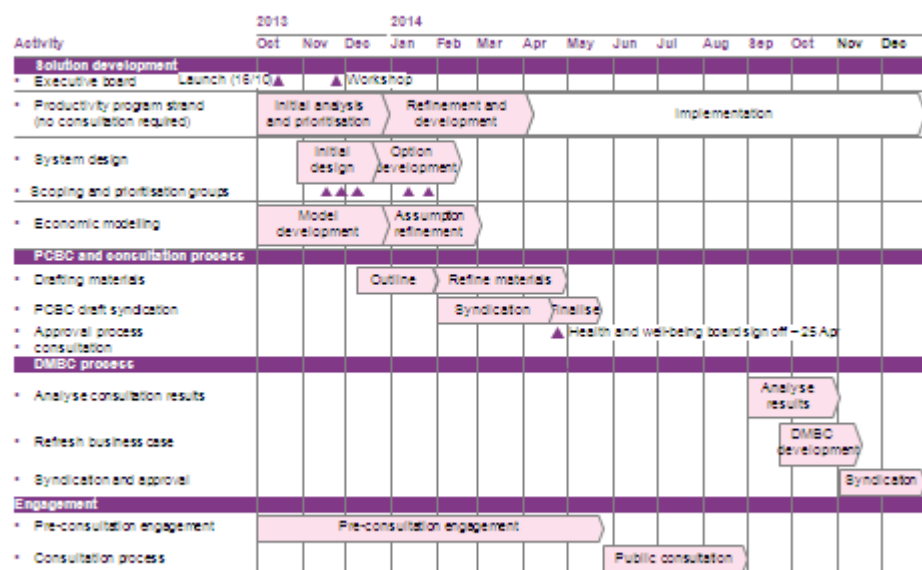 2013 2014
Activity Oct Nov Dec Jan Feb Mar Apr May Jun Jul Aug Sep Oct Nov Dec
Solution development
Executive board Launch (16/10) Workshop
Productivity program strand
(no consultation required)
Initial analysis
and prioritisation
Refinement and
development
Implementation
System design
Initial
design
Option
development
Scoping and prioritisation groups
Economic modelling
Model
development
Assumption
refinement
PCBC and consultation process
Drafting materials Outline Refine materials
PCBC draft syndication Syndication Finalise
Approval process Health and well-being board sign off – 25 Apr
consultation
DMBC process
Analyse consultation results
Analyse
results
Refresh business case
DMBC
development
Syndication and approval Syndication
Engagement
Pre-consultation engagement Pre-consultation engagement
Consultation process Public consultation